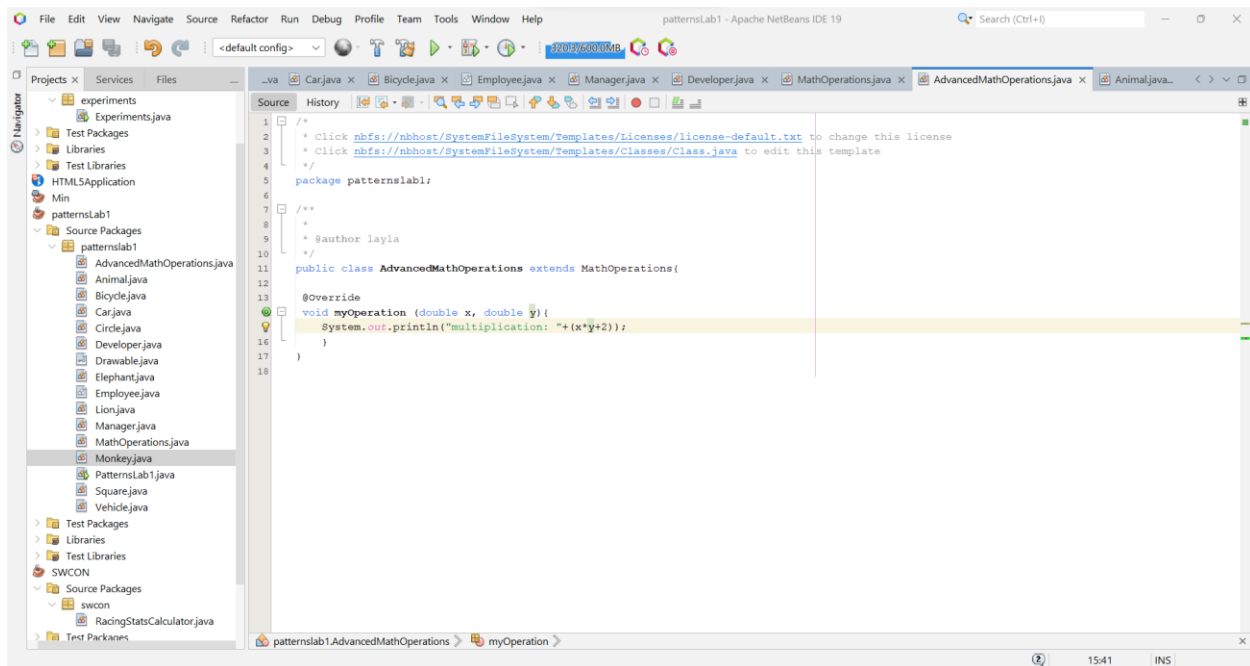 File Edit View Navigate Source Refactor Run Debug Profile Team Tools Window Help
patternsLab1 - Apache NetBeans IDE 19
Search (Ctrl+I)
<default config>
320.3/600.0MB
Projects Services Files
...va Car.java Bicycle.java Employee.java Manager.java Developer.java MathOperations.java AdvancedMathOperations.java Animal.java...
Navigator
experiments
Experiments.java
Test Packages
Libraries
Test Libraries
HTML5Application
Min
patternsLab1
Source Packages
patternslab1
AdvancedMathOperations.java
Animal.java
Bicycle.java
Car.java
Circle.java
Developer.java
Drawable.java
Elephant.java
Employee.java
Lion.java
Manager.java
MathOperations.java
Monkey.java
PatternsLab1.java
Square.java
Vehicle.java
Test Packages
Libraries
Test Libraries
SWCON
Source Packages
swcon
RacingStatsCalculator.java
Test Packages
Source History
1 /*
2 * Click nbfs://nbhost/SystemFileSystem/Templates/Licenses/license-default.txt to change this license
3 * Click nbfs://nbhost/SystemFileSystem/Templates/Classes/Class.java to edit this template
4 */
5 package patternslab1;
6
7 /**
8 *
9 * @author layla
10 */
11 public class AdvancedMathOperations extends MathOperations{
12
13 @Override
void myOperation (double x, double y){
System.out.println("multiplication: "+(x*y+2));
16 }
17 }
18
patternslab1.AdvancedMathOperations myOperation
15:41 INS